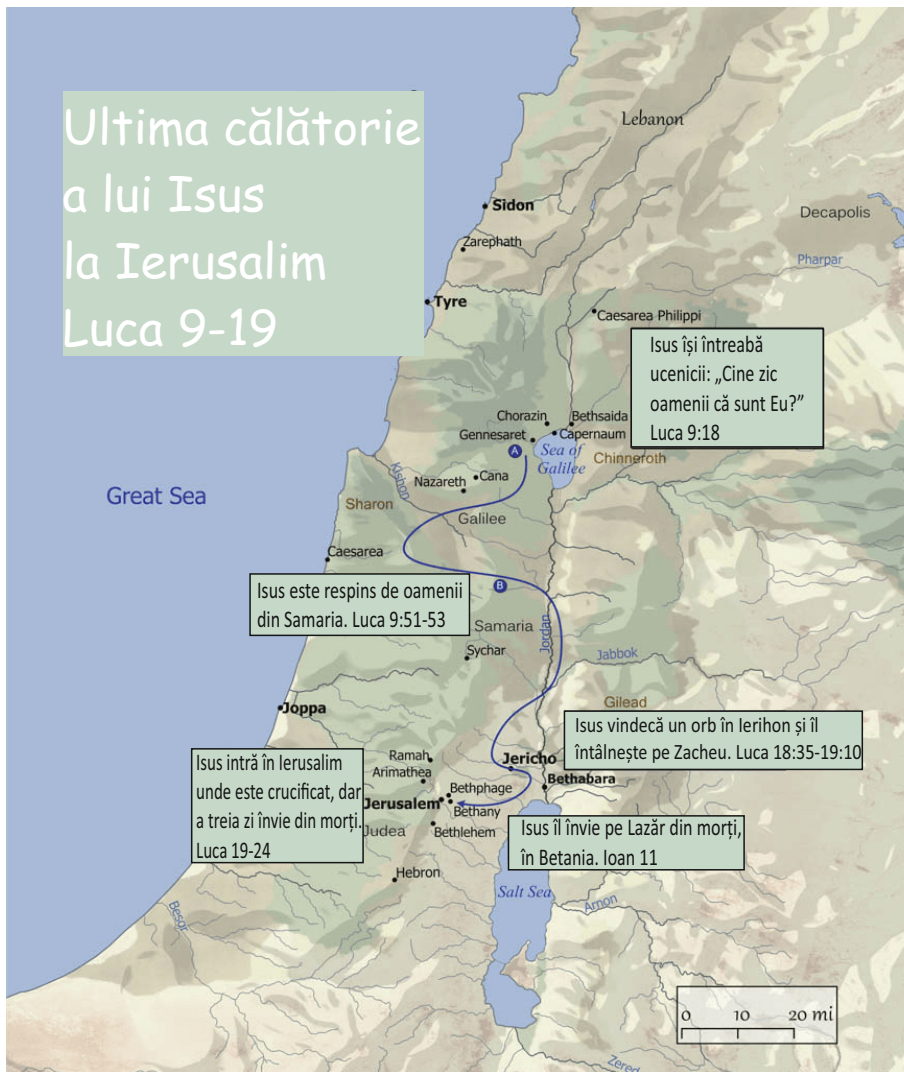 Ultima călătorie
a lui Isus
la Ierusalim
Luca 9-19
Lebanon
Sidon
Decapolis
Zarephath
Pharpar
Tyre
Caesarea Philippi
Isus își întreabă
ucenicii: „Cine zic
oamenii că sunt Eu?”
Luca 9:18
Chorazin
Bethsaida
Gennesaret
Capernaum
A
Sea of
Galilee
Chinneroth
Kishon
Nazareth
Cana
Great Sea
Sharon
Galilee
Caesarea
B
Isus este respins de oamenii
din Samaria. Luca 9:51-53
Samaria
Jordan
Sychar
Jabbok
Gilead
Joppa
Isus vindecă un orb în Ierihon și îl
întâlnește pe Zacheu. Luca 18:35-19:10
Isus intră în Ierusalim
unde este crucificat, dar
a treia zi învie din morți.
Luca 19-24
Ramah
Arimathea
Jericho
Bethabara
Bethphage
Jerusalem
Bethany
Judea
Bethlehem
Isus îl învie pe Lazăr din morți,
în Betania. Ioan 11
Hebron
Salt Sea
Arnon
Besor
0 10 20 mi
Zered